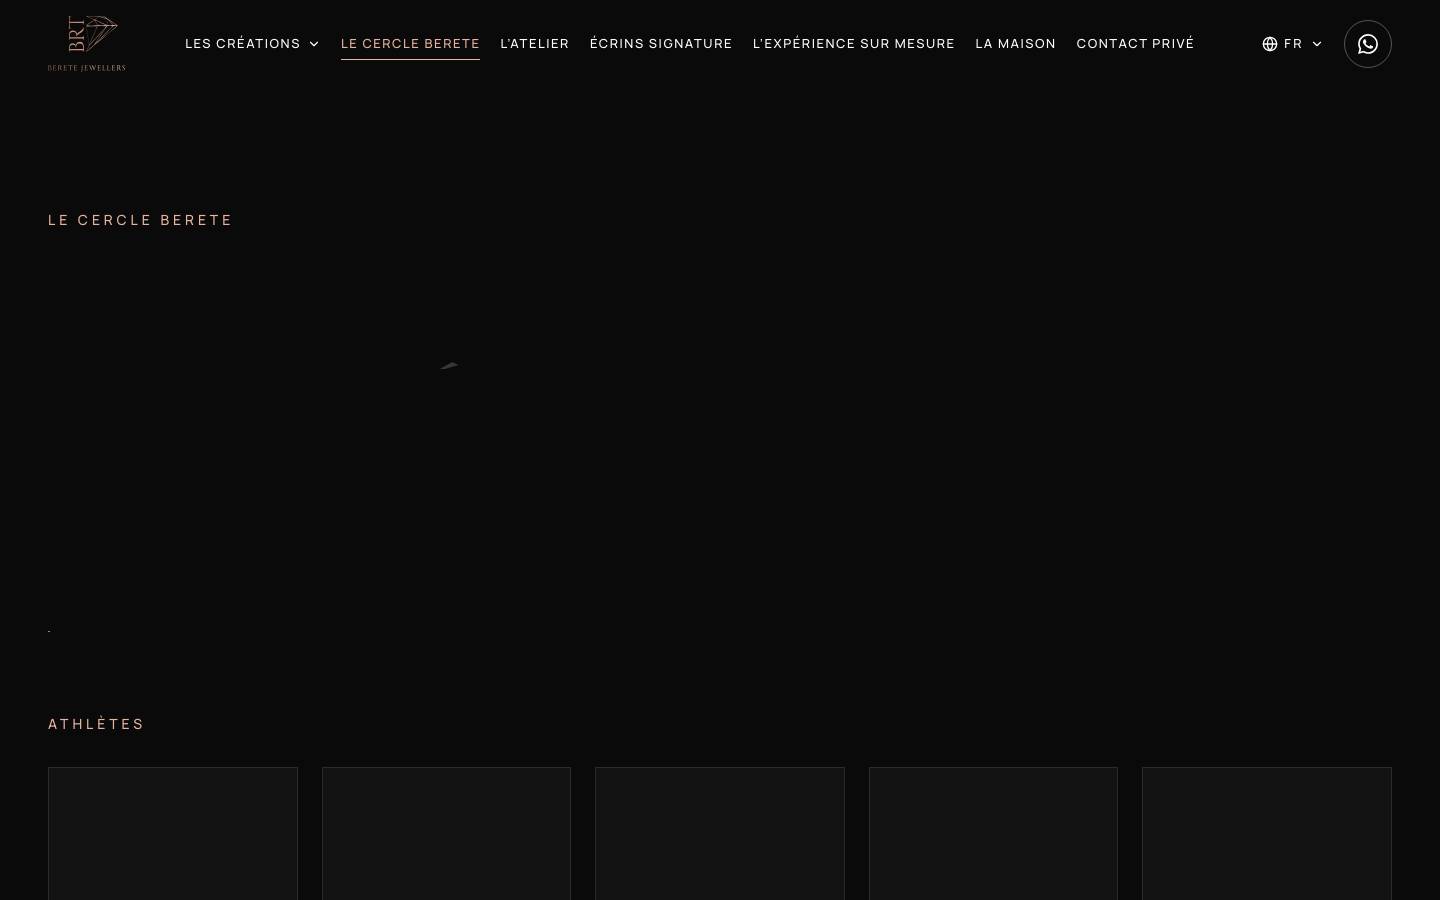 BRT
BERETE JEWELLERS
LES CRÉATIONS
LE CERCLE BERETE
L'ATELIER
ÉCRINS SIGNATURE
L'EXPÉRIENCE SUR MESURE
LA MAISON
CONTACT PRIVÉ
FR
LE CERCLE BERETE
ATHLÈTES